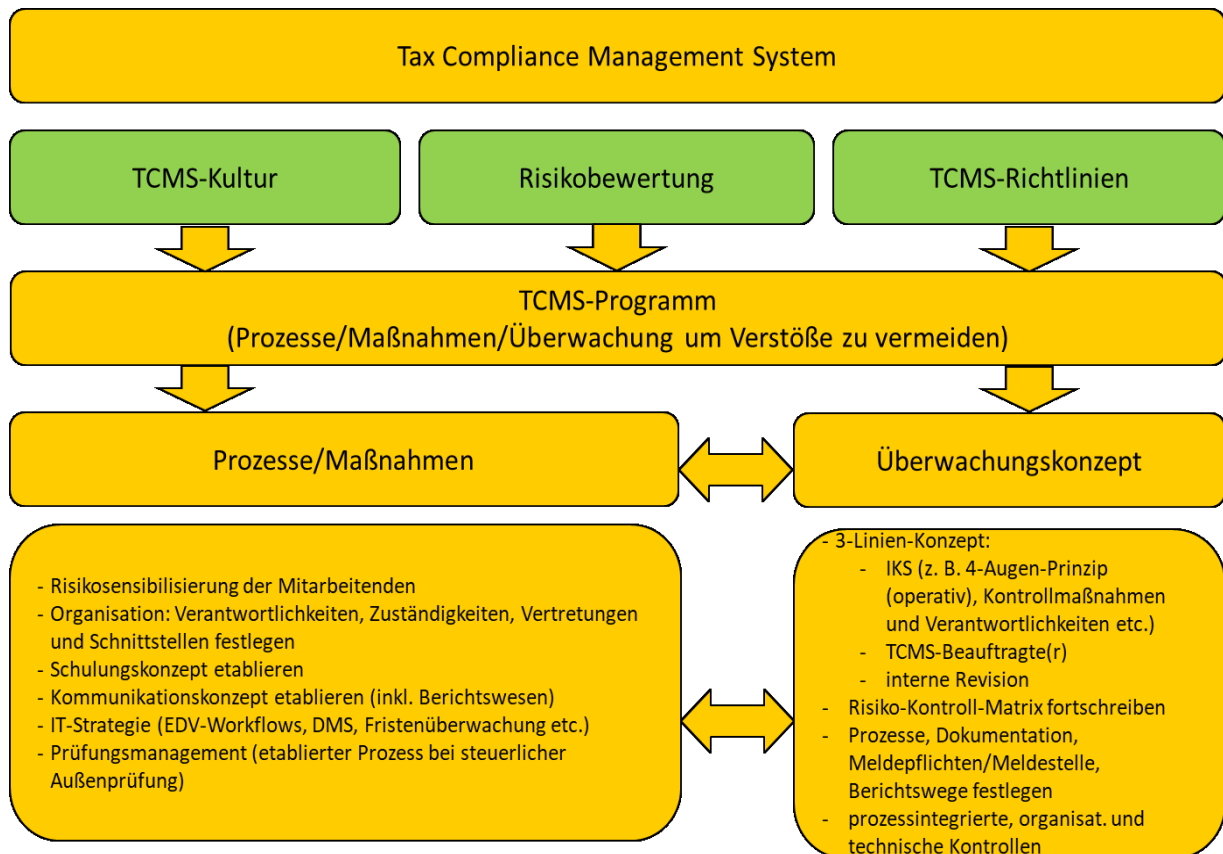 Tax Compliance Management System
TCMS-Kultur
Risikobewertung
TCMS-Richtlinien
TCMS-Programm
(Prozesse/Maßnahmen/Überwachung um Verstöße zu vermeiden)
Prozesse/Maßnahmen
Überwachungskonzept
- Risikosensibilisierung der Mitarbeitenden
- Organisation: Verantwortlichkeiten, Zuständigkeiten, Vertretungen
und Schnittstellen festlegen
- Schulungskonzept etablieren
- Kommunikationskonzept etablieren (inkl. Berichtswesen)
- IT-Strategie (EDV-Workflows, DMS, Fristenüberwachung etc.)
- Prüfungsmanagement (etablierter Prozess bei steuerlicher
Außenprüfung)
- 3-Linien-Konzept:
- IKS (z. B. 4-Augen-Prinzip
(operativ), Kontrollmaßnahmen
und Verantwortlichkeiten etc.)
- TCMS-Beauftragte(r)
- interne Revision
- Risiko-Kontroll-Matrix fortschreiben
- Prozesse, Dokumentation,
Meldepflichten/Meldestelle,
Berichtswege festlegen
- prozessintegrierte, organisat. und
technische Kontrollen